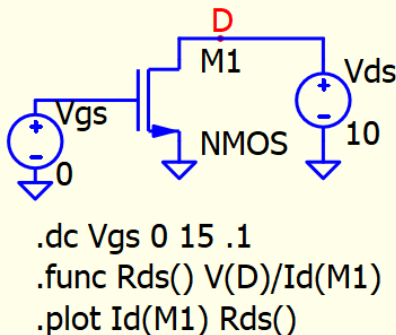 D
M1
Vds
Vgs
NMOS
10
0
.dc Vgs 0 15 .1
.func Rds() V(D)/Id(M1)
.plot Id(M1) Rds()